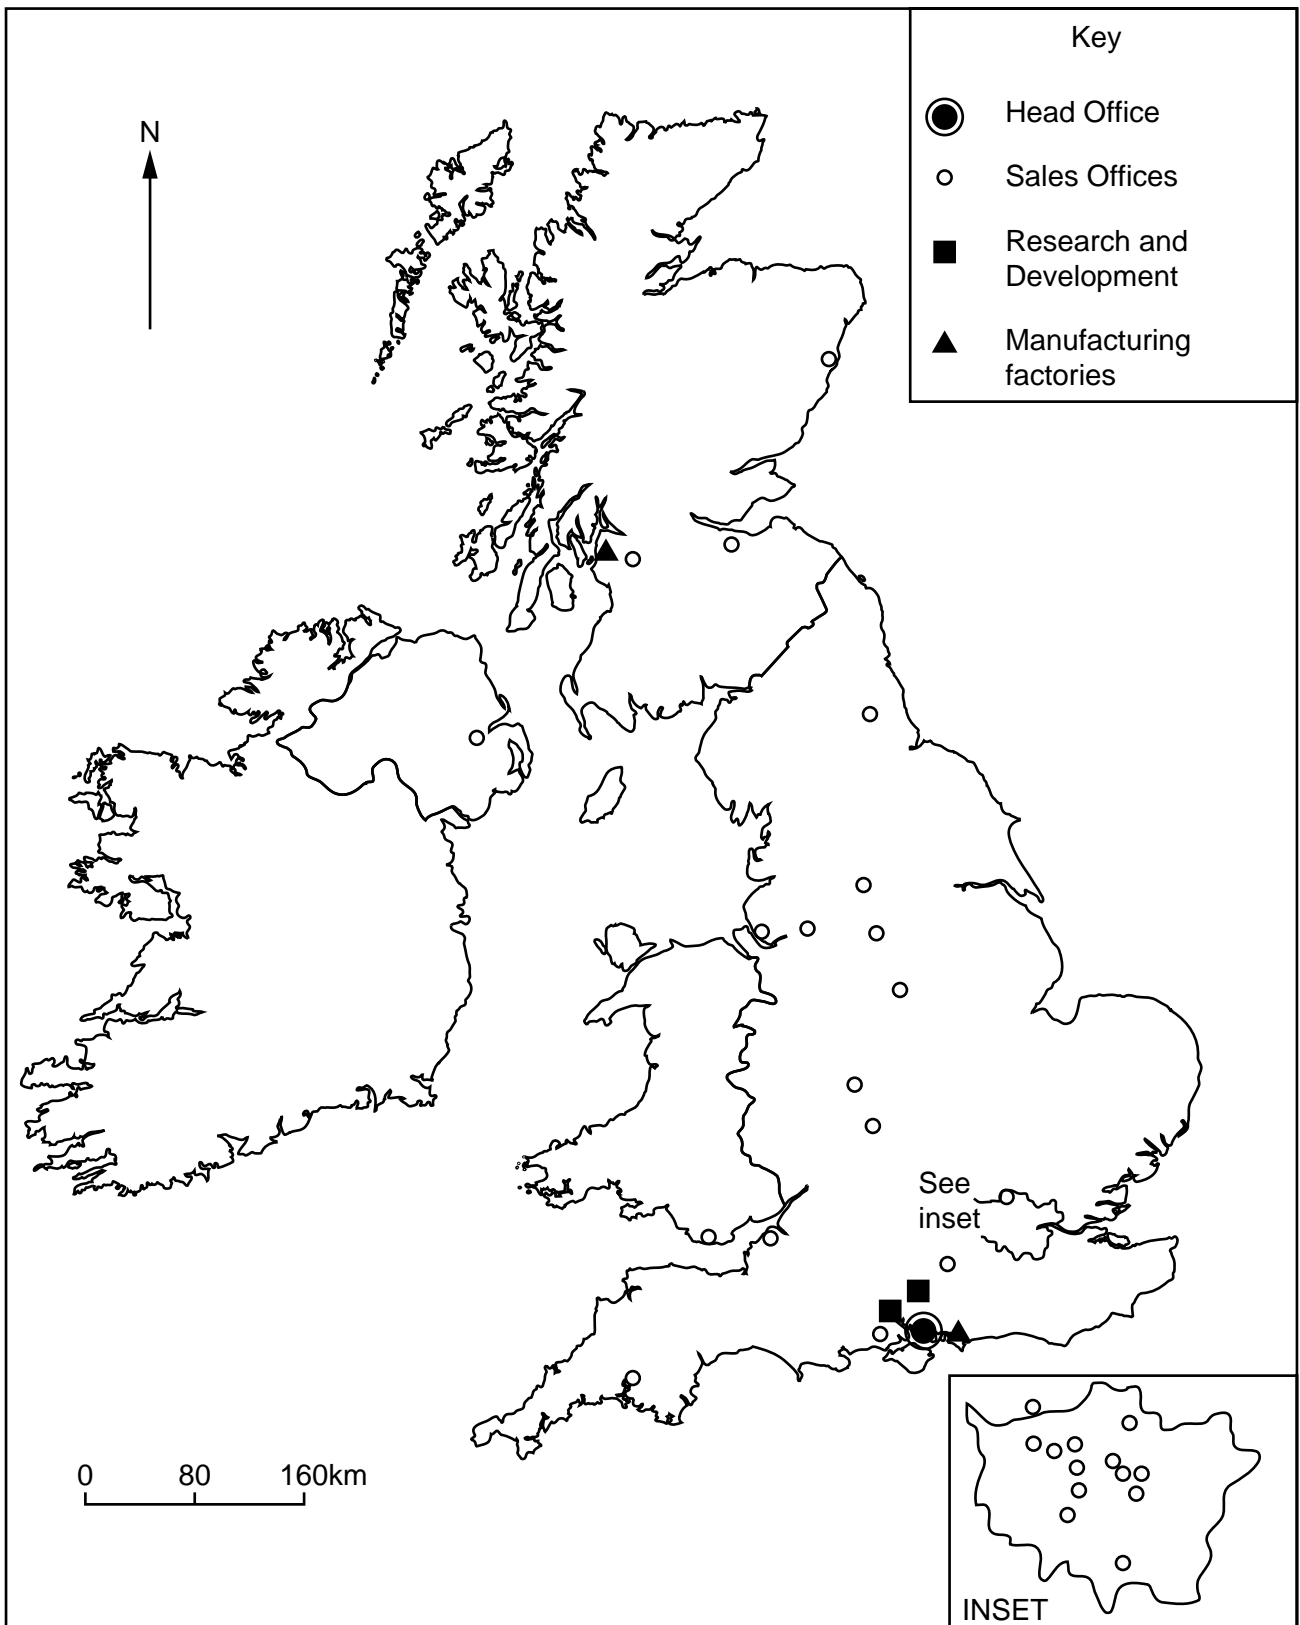 Key
Head Office
Sales Offices
Research and
Development
Manufacturing
factories
N
See
inset
0 80 160km
INSET